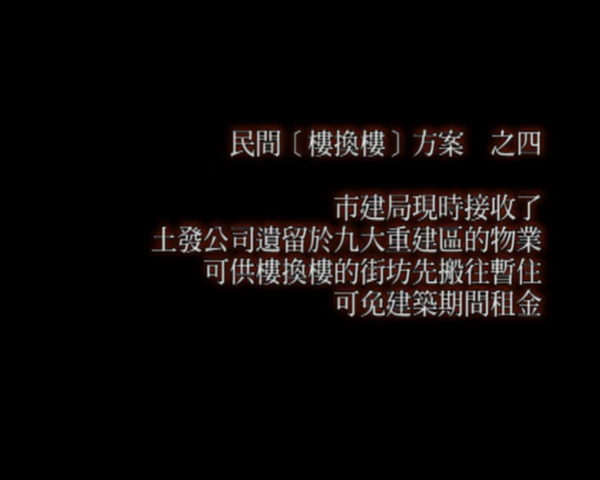 民間〔樓換樓〕方案　之四
市建局現時接收了
土發公司遺留於九大重建區的物業
可供樓換樓的街坊先搬往暫住
可免建築期間租金